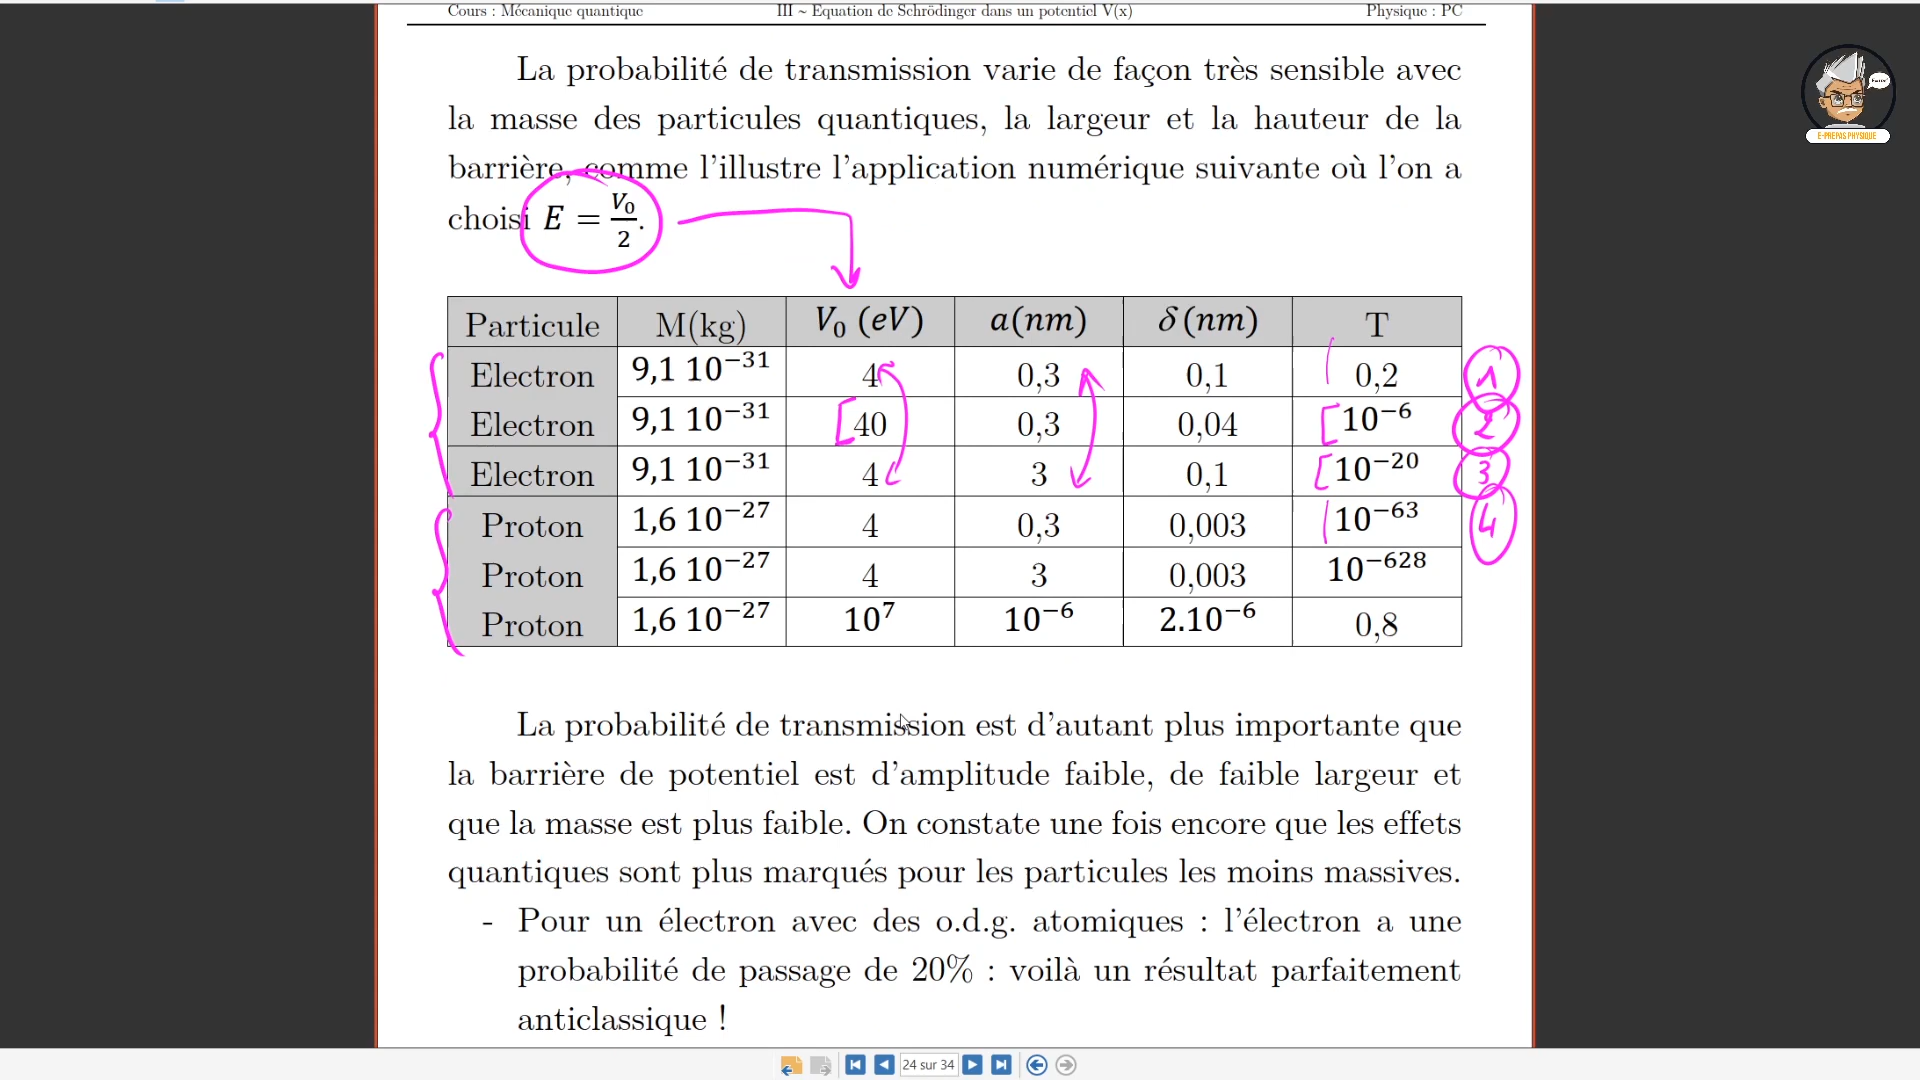 Cours : Mécanique quantique III ~ Equation de Schrödinger dans un potentiel V(x) Physique : PC
La probabilité de transmission varie de façon très sensible avec
la masse des particules quantiques, la largeur et la hauteur de la
barrière, comme l'illustre l'application numérique suivante où l'on a
choisi E = V₀/2.
E-PREPAS PHYSIQUE
Particule M(kg) V₀ (eV) a(nm) δ(nm) T
Electron 9,1 10⁻³¹ 4 0,3 0,1 0,2 1
Electron 9,1 10⁻³¹ 40 0,3 0,04 10⁻⁶ 2
Electron 9,1 10⁻³¹ 4 3 0,1 10⁻²⁰ 3
Proton 1,6 10⁻²⁷ 4 0,3 0,003 10⁻⁶³ 4
Proton 1,6 10⁻²⁷ 4 3 0,003 10⁻⁶²⁸
Proton 1,6 10⁻²⁷ 10⁷ 10⁻⁶ 2.10⁻⁶ 0,8
La probabilité de transmission est d'autant plus importante que
la barrière de potentiel est d'amplitude faible, de faible largeur et
que la masse est plus faible. On constate une fois encore que les effets
quantiques sont plus marqués pour les particules les moins massives.
- Pour un électron avec des o.d.g. atomiques : l'électron a une
probabilité de passage de 20% : voilà un résultat parfaitement
anticlassique !
24 sur 34